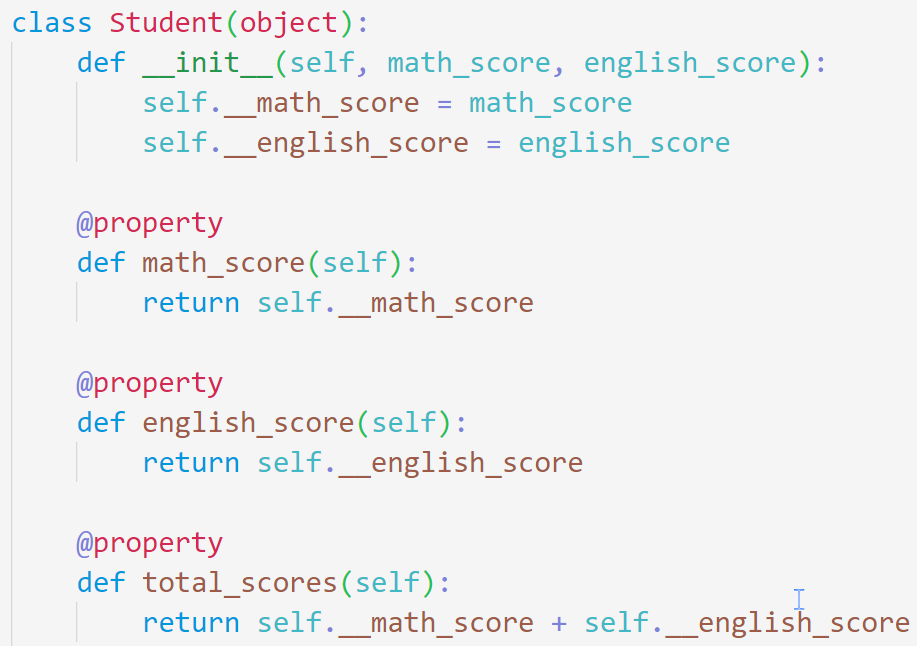 class Student(object):
    def __init__(self, math_score, english_score):
        self.__math_score = math_score
        self.__english_score = english_score

    @property
    def math_score(self):
        return self.__math_score

    @property
    def english_score(self):
        return self.__english_score

    @property
    def total_scores(self):
        return self.__math_score + self.__english_score